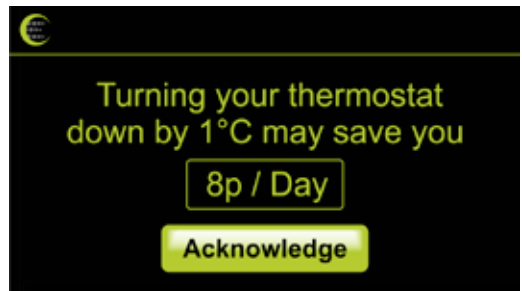 Turning your thermostat
down by 1°C may save you
8p / Day
Acknowledge